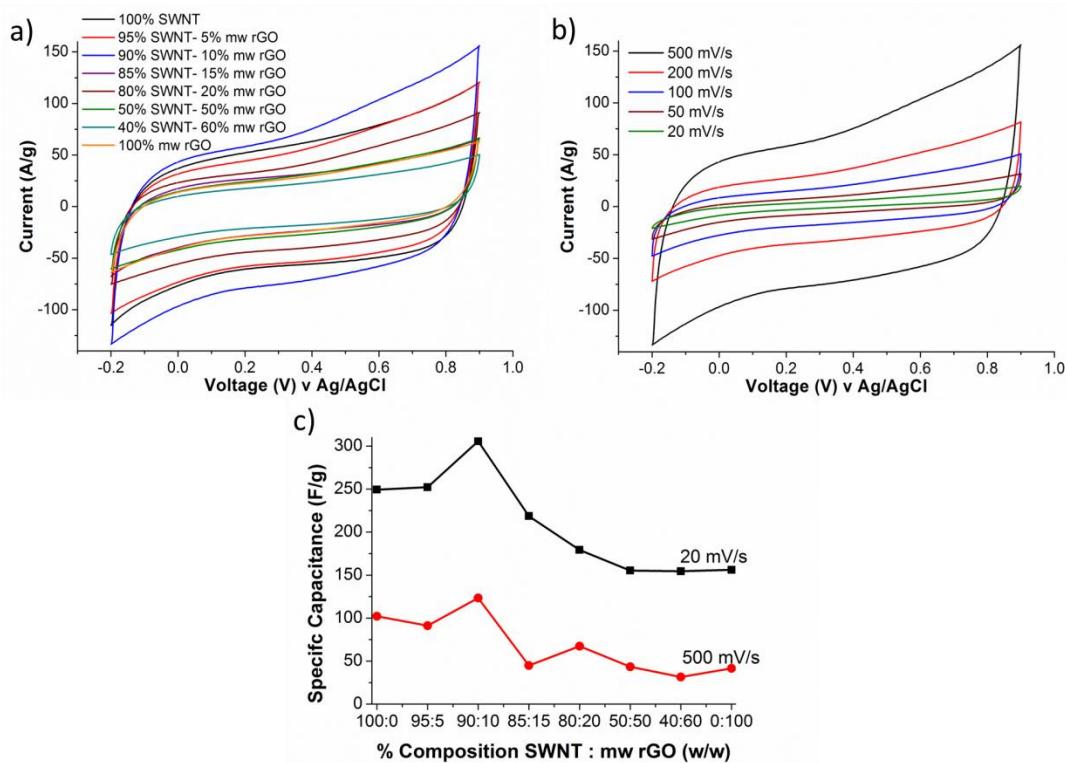 a)
100% SWNT
95% SWNT- 5% mw rGO
90% SWNT- 10% mw rGO
85% SWNT- 15% mw rGO
80% SWNT- 20% mw rGO
50% SWNT- 50% mw rGO
40% SWNT- 60% mw rGO
100% mw rGO
Current (A/g)
150
100
50
0
-50
-100
-0.2 0.0 0.2 0.4 0.6 0.8 1.0
Voltage (V) v Ag/AgCl
b)
500 mV/s
200 mV/s
100 mV/s
50 mV/s
20 mV/s
Current (A/g)
150
100
50
0
-50
-100
-0.2 0.0 0.2 0.4 0.6 0.8 1.0
Voltage (V) v Ag/AgCl
c)
Specifc Capacitance (F/g)
300
250
200
150
100
50
0
20 mV/s
500 mV/s
100:0 95:5 90:10 85:15 80:20 50:50 40:60 0:100
% Composition SWNT : mw rGO (w/w)